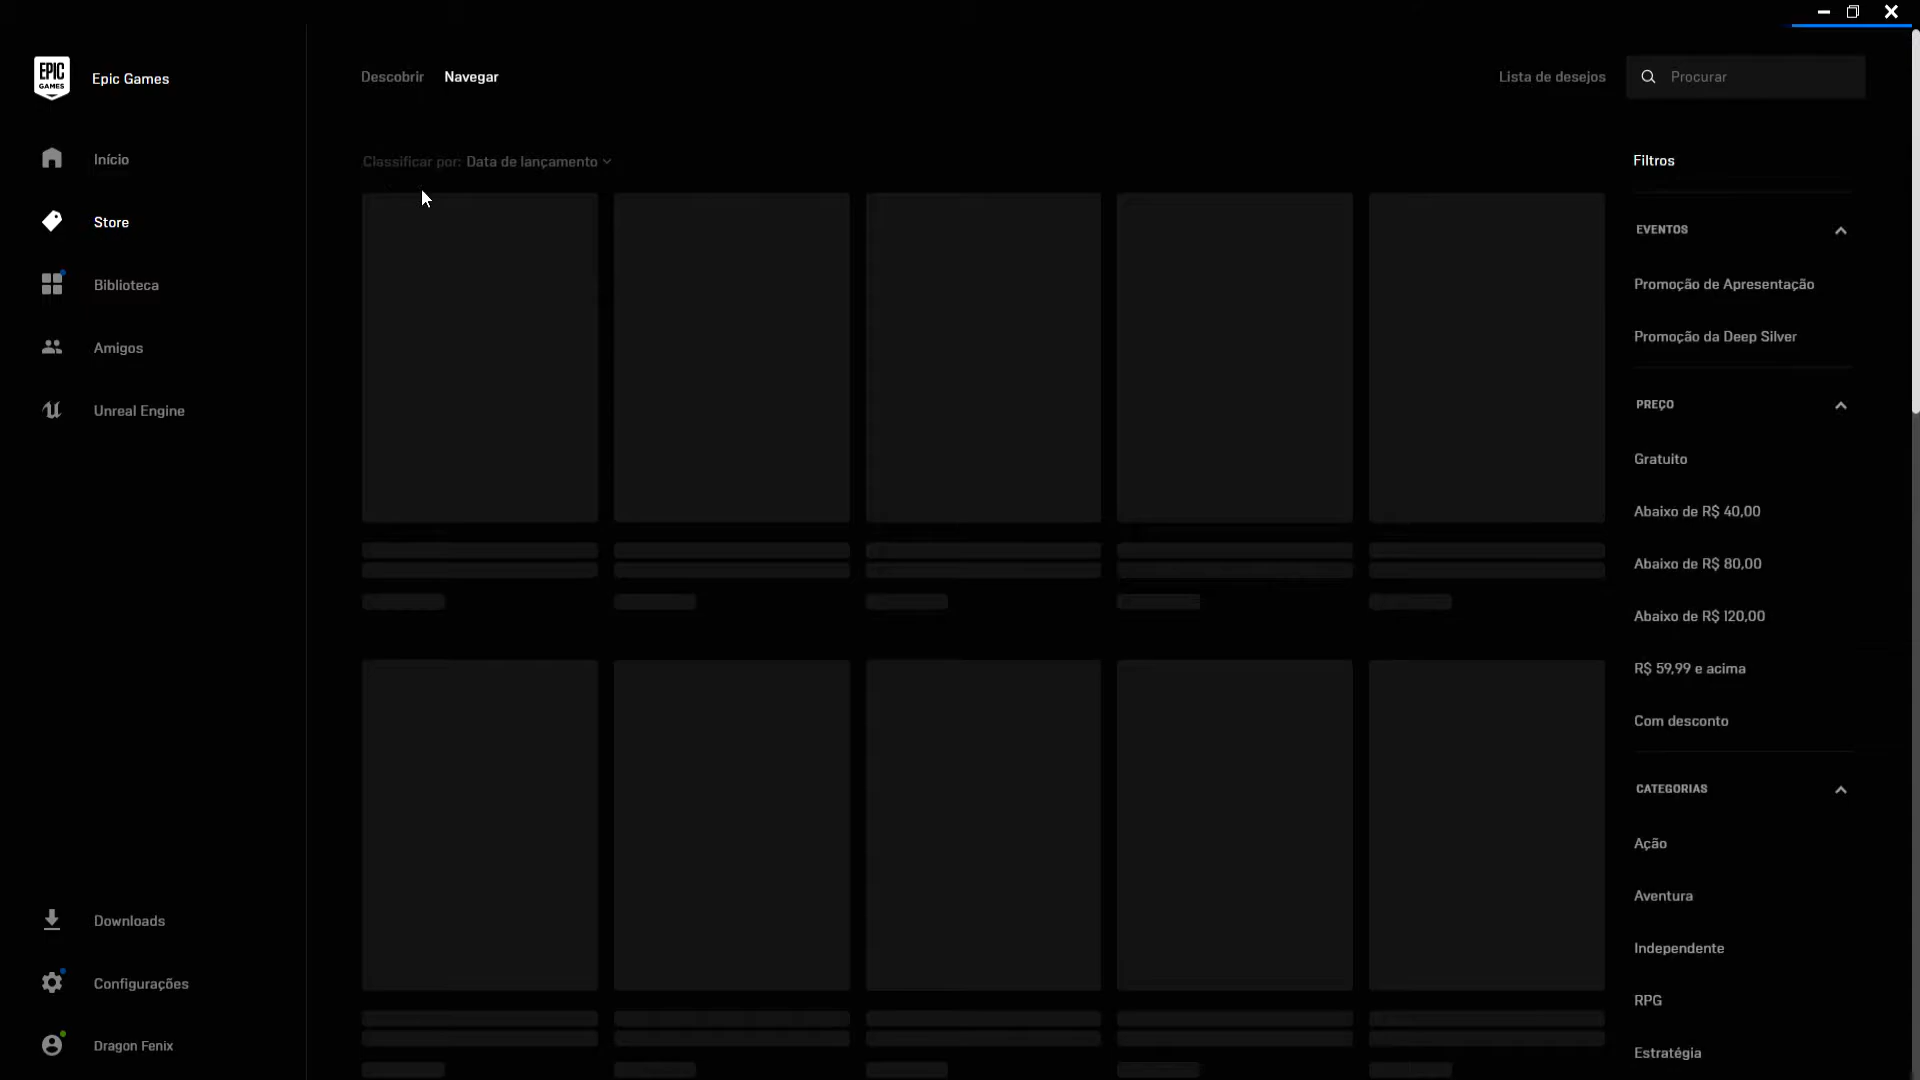 EPIC
GAMES
Epic Games
Início
Store
Biblioteca
Amigos
Unreal Engine
Downloads
Configurações
Dragon Fenix
Descobrir
Navegar
Lista de desejos
Procurar
Classificar por: Data de lançamento
Filtros
EVENTOS
Promoção de Apresentação
Promoção da Deep Silver
PREÇO
Gratuito
Abaixo de R$ 40,00
Abaixo de R$ 80,00
Abaixo de R$ 120,00
R$ 59,99 e acima
Com desconto
CATEGORIAS
Ação
Aventura
Independente
RPG
Estratégia